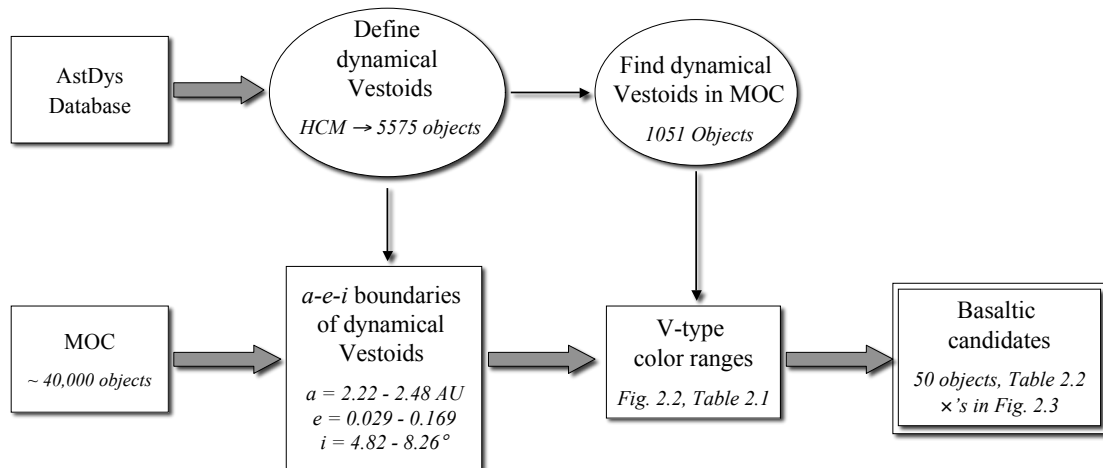 AstDys
Database
Define
dynamical
Vestoids
HCM → 5575 objects
Find dynamical
Vestoids in MOC
1051 Objects
MOC
~ 40,000 objects
a-e-i boundaries
of dynamical
Vestoids
a = 2.22 - 2.48 AU
e = 0.029 - 0.169
i = 4.82 - 8.26°
V-type
color ranges
Fig. 2.2, Table 2.1
Basaltic
candidates
50 objects, Table 2.2
×'s in Fig. 2.3